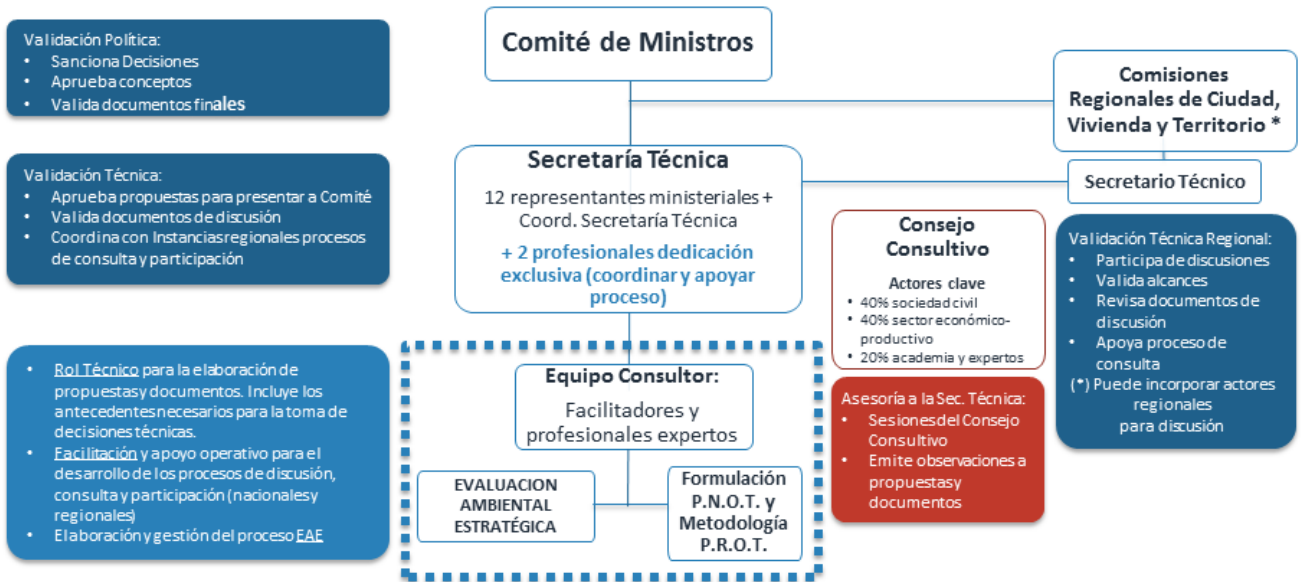 Validación Política:
• Sanciona Decisiones
• Aprueba conceptos
• Valida documentos finales
Comité de Ministros
Comisiones
Regionales de Ciudad,
Vivienda y Territorio *
Validación Técnica:
• Aprueba propuestas para presentar a Comité
• Valida documentos de discusión
• Coordina con Instancias regionales procesos
de consulta y participación
Secretaría Técnica
12 representantes ministeriales +
Coord. Secretaría Técnica
+ 2 profesionales dedicación
exclusiva (coordinar y apoyar
proceso)
Secretario Técnico
Consejo
Consultivo
Actores clave
• 40% sociedad civil
• 40% sector económico-
productivo
• 20% academia y expertos
Validación Técnica Regional:
• Participa de discusiones
• Valida alcances
• Revisa documentos de
discusión
• Apoya proceso de
consulta
(*) Puede incorporar actores
regionales
para discusión
• Rol Técnico para la elaboración de
propuestas y documentos. Incluye los
antecedentes necesarios para la toma de
decisiones técnicas.
• Facilitación y apoyo operativo para el
desarrollo de los procesos de discusión,
consulta y participación (nacionales y
regionales)
• Elaboración y gestión del proceso EAE
Equipo Consultor:
Facilitadores y
profesionales expertos
EVALUACION
AMBIENTAL
ESTRATÉGICA
Formulación
P.N.O.T. y
Metodología
P.R.O.T.
Asesoría a la Sec. Técnica:
• Sesiones del Consejo
Consultivo
• Emite observaciones a
propuestas y
documentos